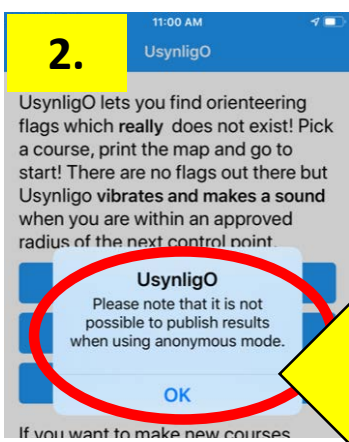 11:00 AM
2.
UsynligO
UsynligO lets you find orienteering
flags which really does not exist! Pick
a course, print the map and go to
start! There are no flags out there but
Usynligo vibrates and makes a sound
when you are within an approved
radius of the next control point.
UsynligO
Please note that it is not
possible to publish results
when using anonymous mode.
OK
If you want to make new courses